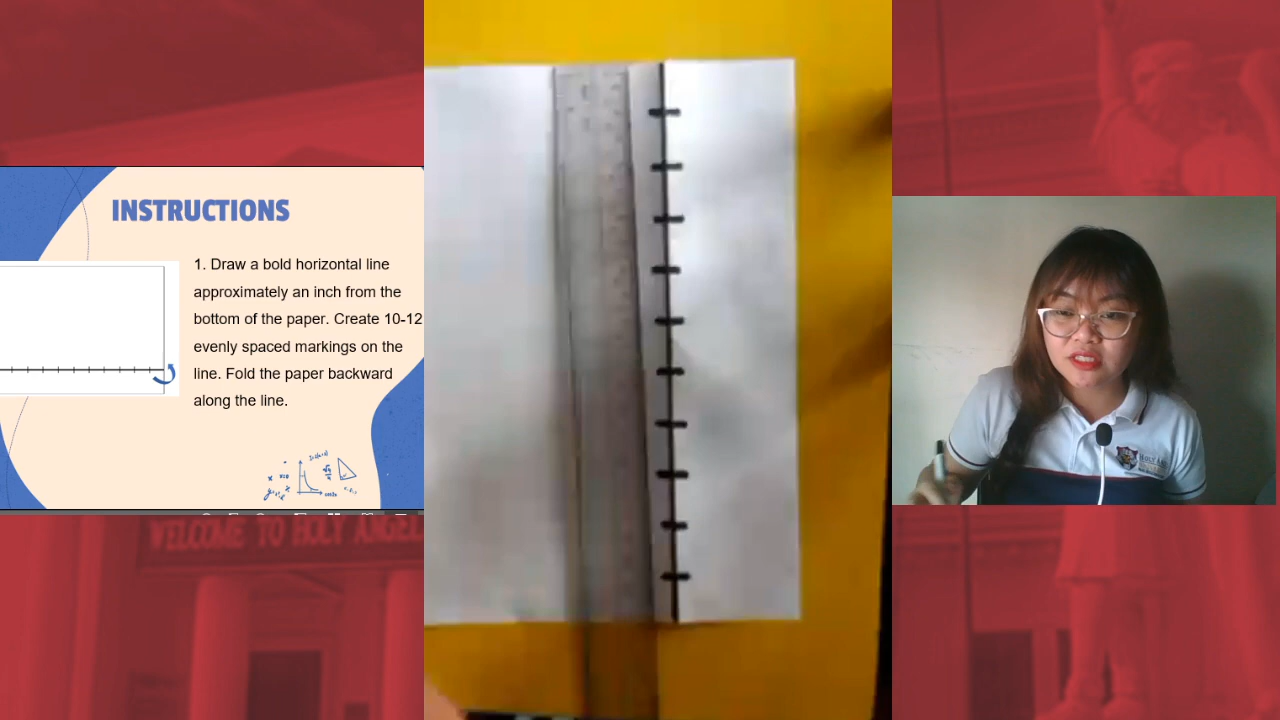 INSTRUCTIONS
1. Draw a bold horizontal line
approximately an inch from the
bottom of the paper. Create 10-12
evenly spaced markings on the
line. Fold the paper backward
along the line.
WELCOME TO HOLY ANGEL